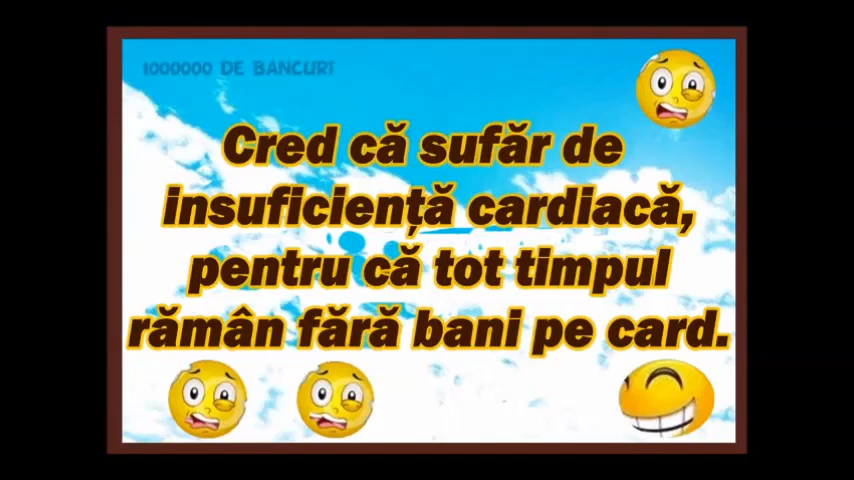 1000000 DE BANCURI
Cred că sufăr de
insuficiență cardiacă,
pentru că tot timpul
rămân fără bani pe card.